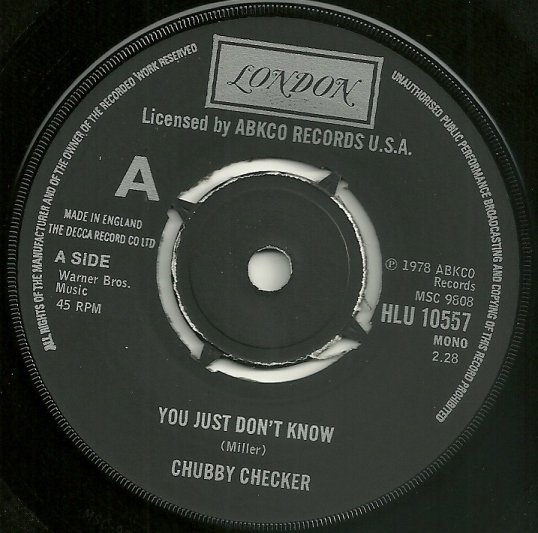 LONDON
Licensed by ABKCO RECORDS U.S.A.
A
MADE IN ENGLAND
THE DECCA RECORD CO LTD
A SIDE
Warner Bros.
Music
45 RPM
℗ 1978 ABKCO
Records
MSC 9808
HLU 10557
MONO
2.28
YOU JUST DON'T KNOW
(Miller)
CHUBBY CHECKER
ALL RIGHTS OF THE MANUFACTURER AND OF THE OWNER OF THE RECORDED WORK RESERVED
UNAUTHORISED PUBLIC PERFORMANCE BROADCASTING AND COPYING OF THIS RECORD PROHIBITED